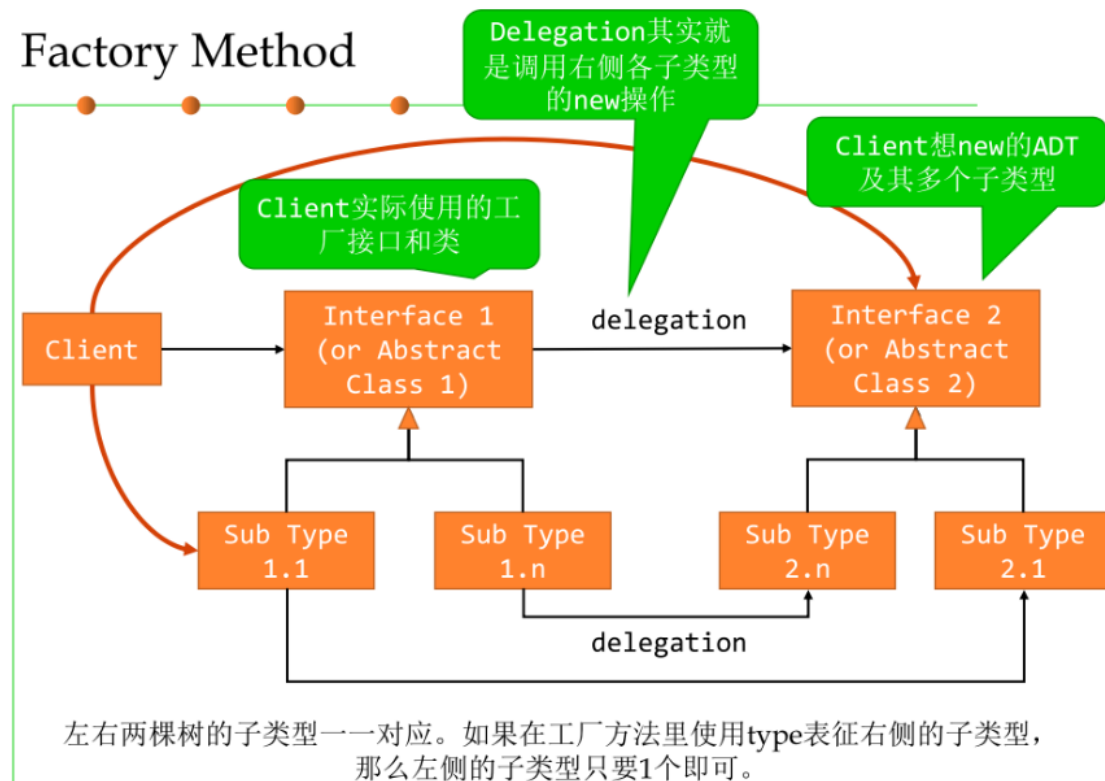 Factory Method
Delegation其实就
是调用右侧各子类型
的new操作
Client想new的ADT
及其多个子类型
Client实际使用的工
厂接口和类
Client
Interface 1
(or Abstract
Class 1)
delegation
Interface 2
(or Abstract
Class 2)
Sub Type
1.1
Sub Type
1.n
Sub Type
2.n
Sub Type
2.1
delegation
左右两棵树的子类型一一对应。如果在工厂方法里使用type表征右侧的子类型，
那么左侧的子类型只要1个即可。